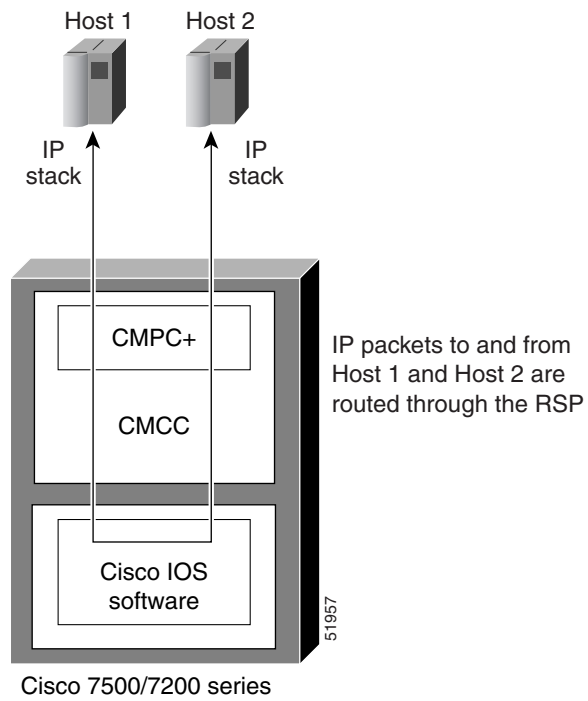 Host 1
Host 2
IP
stack
IP
stack
CMPC+
CMCC
IP packets to and from
Host 1 and Host 2 are
routed through the RSP
Cisco IOS
software
51957
Cisco 7500/7200 series